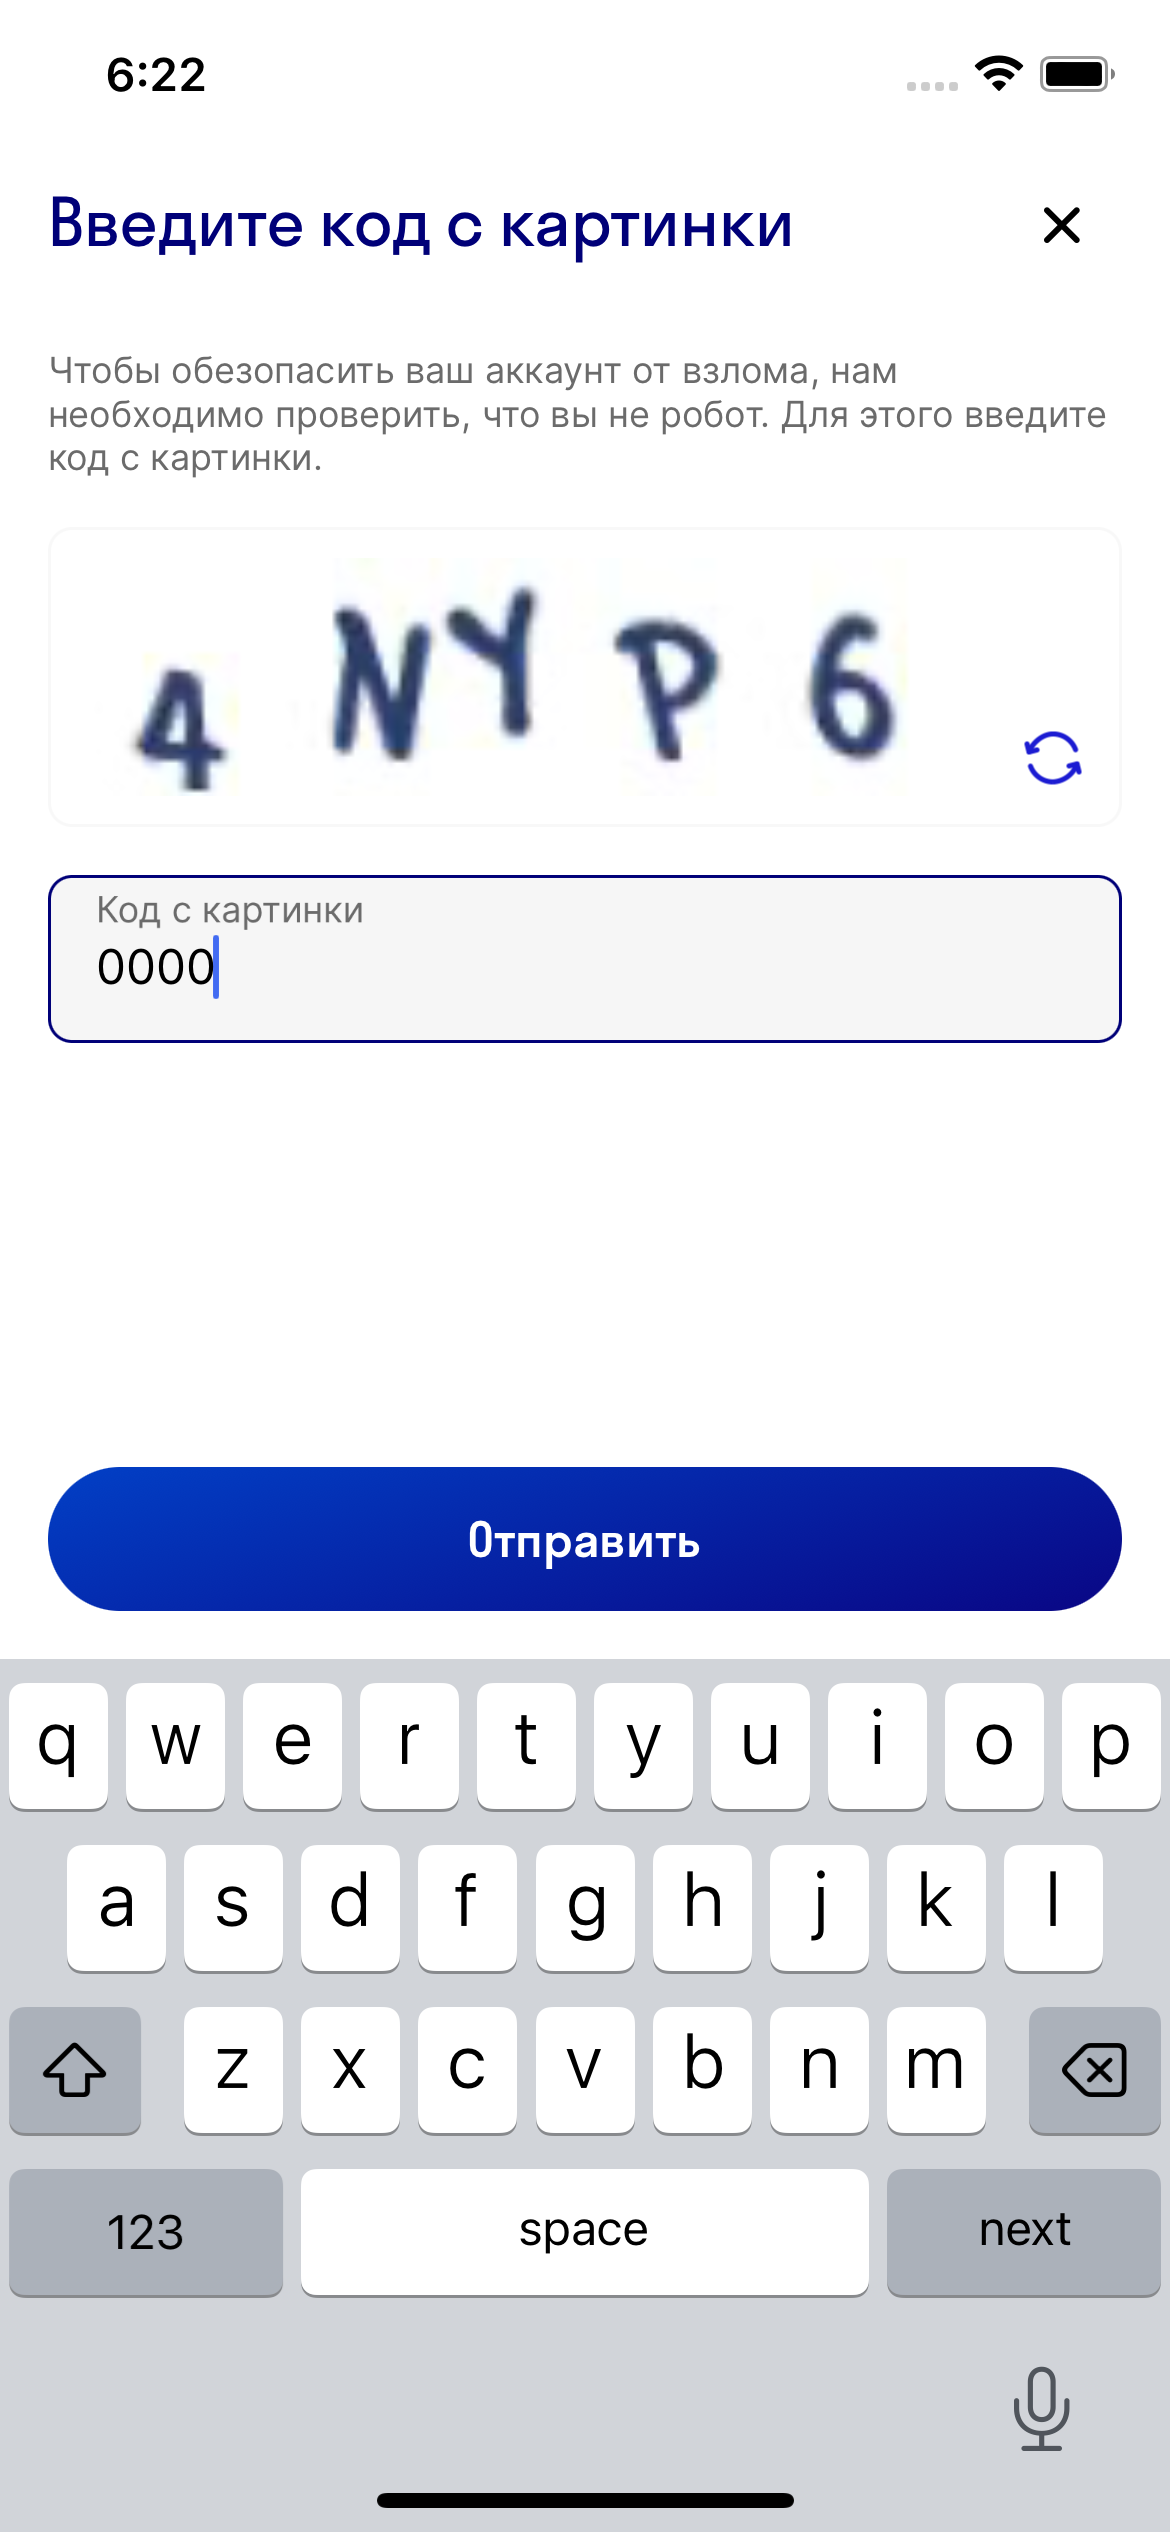 6:22
Введите код с картинки
Чтобы обезопасить ваш аккаунт от взлома, нам
необходимо проверить, что вы не робот. Для этого введите
код с картинки.
4 N Y P 6
Код с картинки
0000
Отправить
q w e r t y u i o p
a s d f g h j k l
z x c v b n m
123 space next